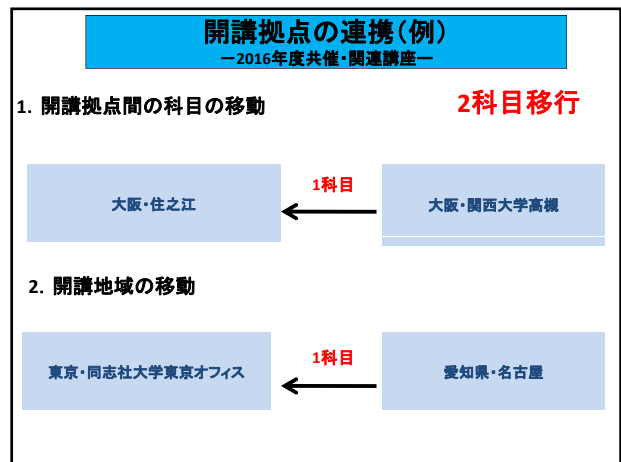 開講拠点の連携(例)
―2016年度共催・関連講座―
1. 開講拠点間の科目の移動
2科目移行
大阪・住之江
1科目
大阪・関西大学高槻
2. 開講地域の移動
東京・同志社大学東京オフィス
1科目
愛知県・名古屋